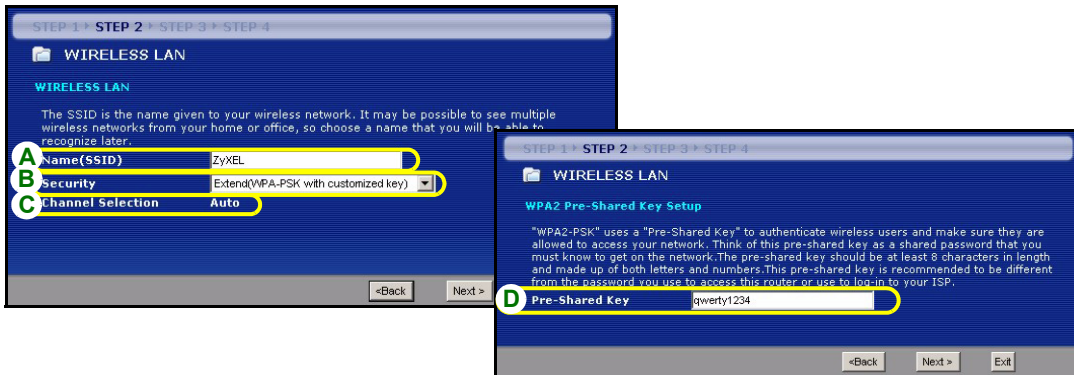 STEP 1 STEP 2 STEP 3 STEP 4
WIRELESS LAN
WIRELESS LAN
The SSID is the name given to your wireless network. It may be possible to see multiple
wireless networks from your home or office, so choose a name that you will be able to
recognize later.
A Name(SSID) ZyXEL
B Security Extend(WPA-PSK with customized key)
C Channel Selection Auto
<Back Next >
STEP 1 STEP 2 STEP 3 STEP 4
WIRELESS LAN
WPA2 Pre-Shared Key Setup
"WPA2-PSK" uses a "Pre-Shared Key" to authenticate wireless users and make sure they are
allowed to access your network. Think of this pre-shared key as a shared password that you
must know to get on the network.The pre-shared key should be at least 8 characters in length
and made up of both letters and numbers.This pre-shared key is recommended to be different
from the password you use to access this router or use to log-in to your ISP.
D Pre-Shared Key qwerty1234
<Back Next > Exit